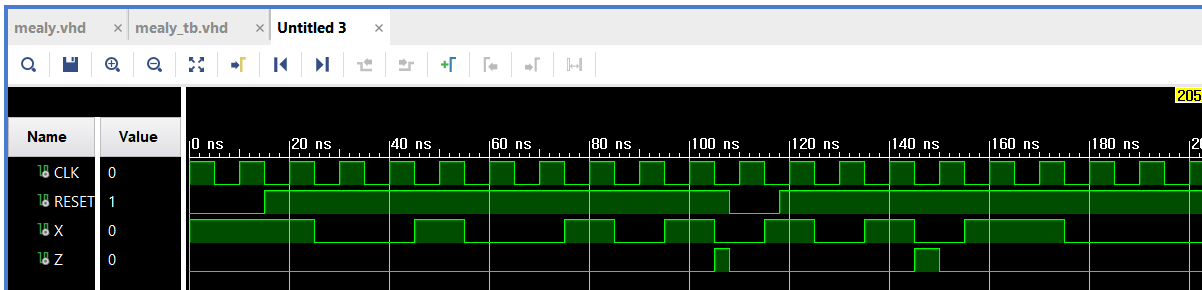 mealy.vhd × mealy_tb.vhd × Untitled 3 ×
205
Name Value 0 ns 20 ns 40 ns 60 ns 80 ns 100 ns 120 ns 140 ns 160 ns 180 ns
CLK 0
RESET 1
X 0
Z 0